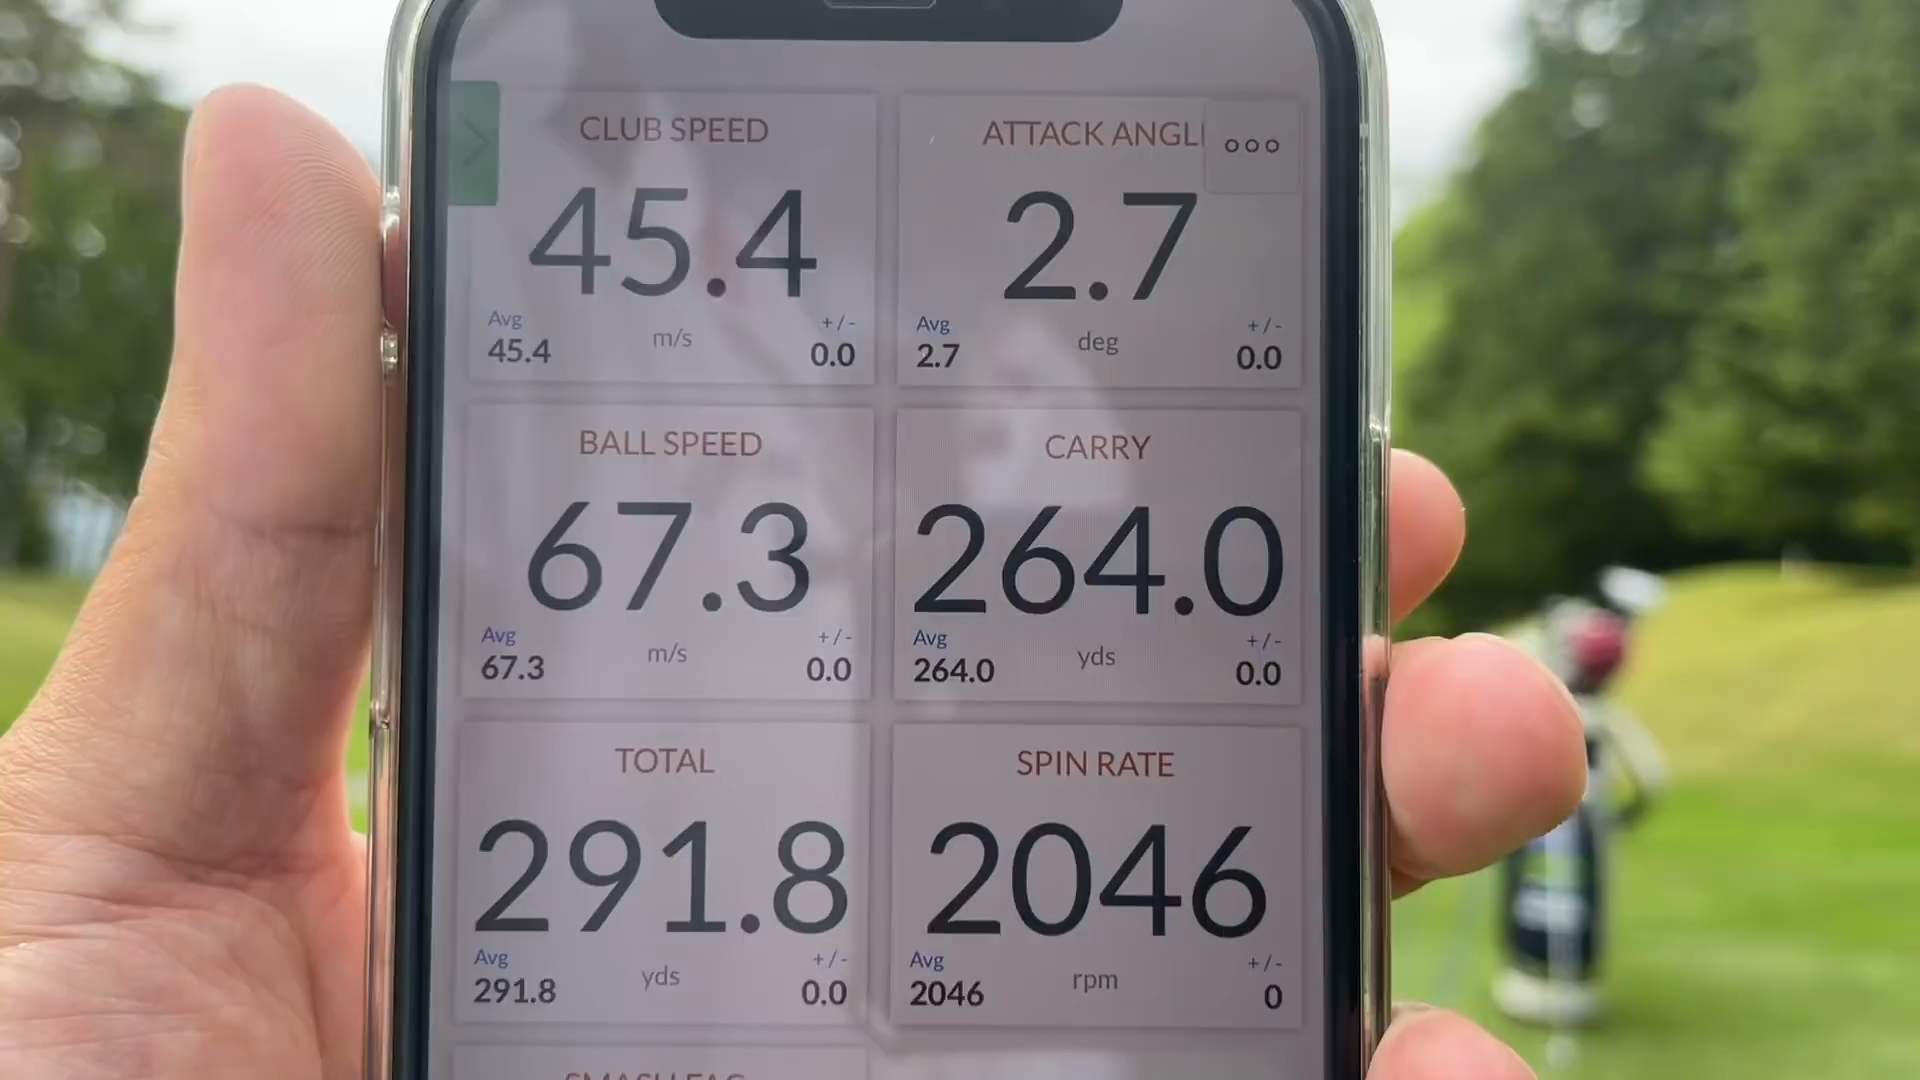 CLUB SPEED
45.4
Avg
45.4
m/s
+/-
0.0
ATTACK ANGL
2.7
Avg
2.7
deg
+/-
0.0
BALL SPEED
67.3
Avg
67.3
m/s
+/-
0.0
CARRY
264.0
Avg
264.0
yds
+/-
0.0
TOTAL
291.8
Avg
291.8
yds
+/-
0.0
SPIN RATE
2046
Avg
2046
rpm
+/-
0
SMASH FAC